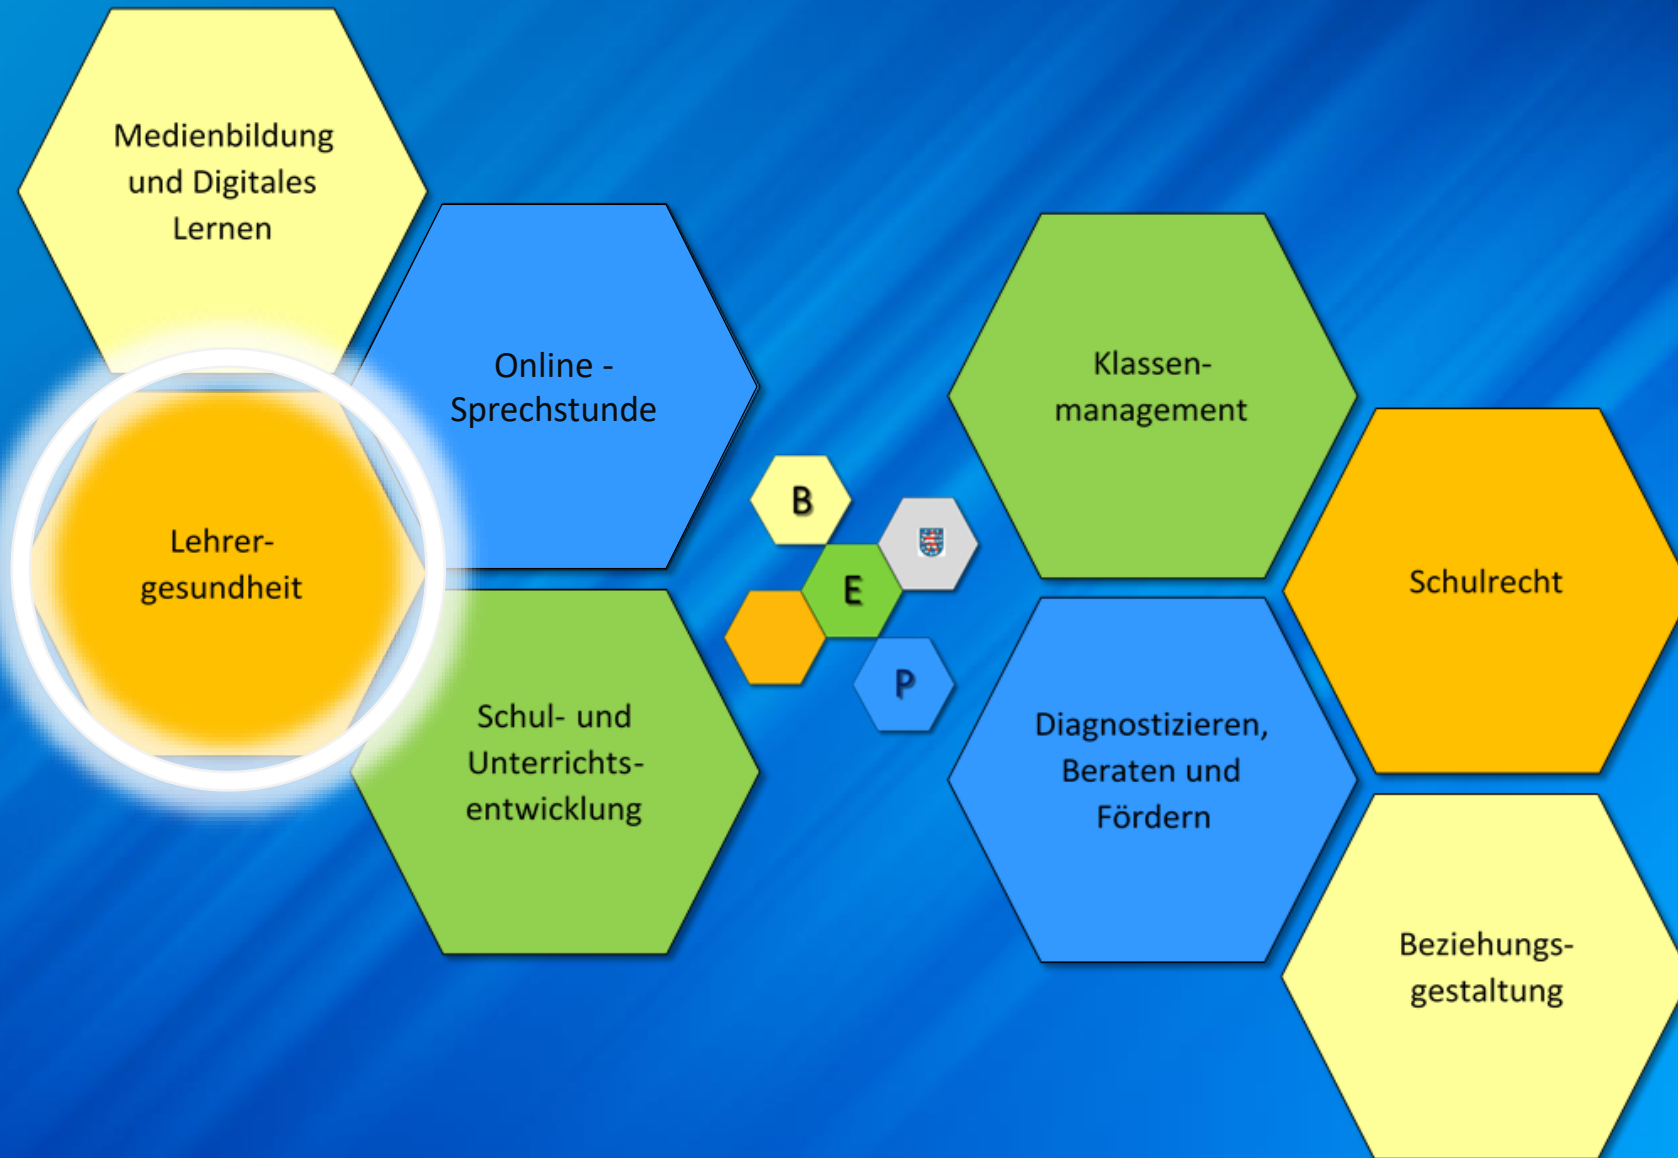 Medienbildung
und Digitales
Lernen
Online -
Sprechstunde
Lehrer-
gesundheit
Schul- und
Unterrichts-
entwicklung
B
E
P
Klassen-
management
Schulrecht
Diagnostizieren,
Beraten und
Fördern
Beziehungs-
gestaltung